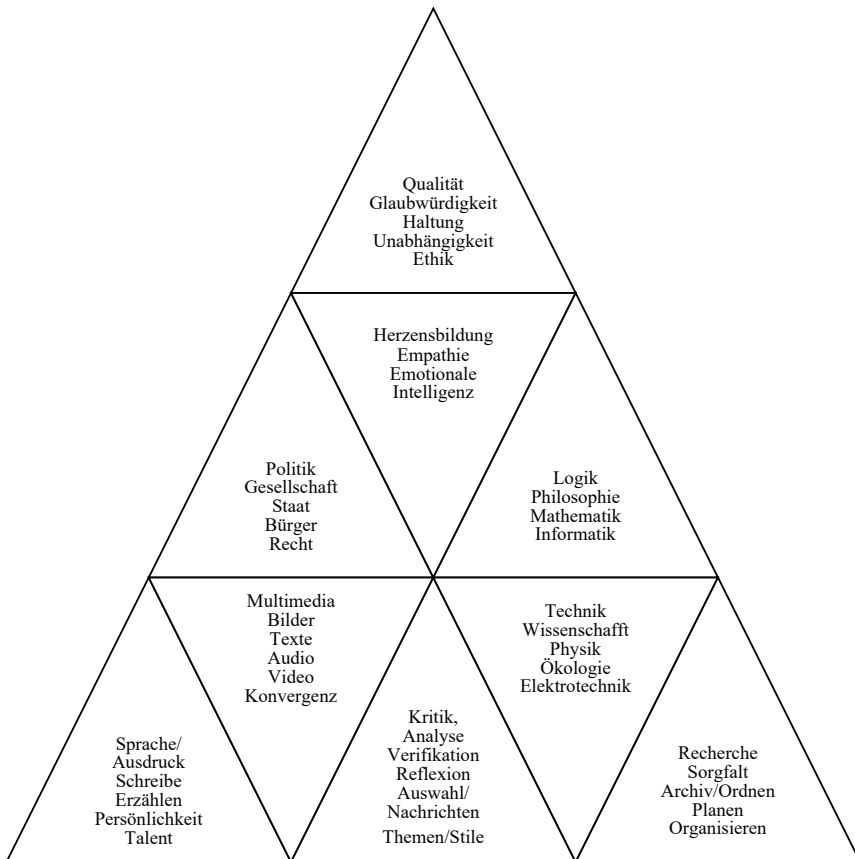 Qualität
Glaubwürdigkeit
Haltung
Unabhängigkeit
Ethik
Herzensbildung
Empathie
Emotionale
Intelligenz
Politik
Gesellschaft
Staat
Bürger
Recht
Logik
Philosophie
Mathematik
Informatik
Multimedia
Bilder
Texte
Audio
Video
Konvergenz
Technik
Wissenschafft
Physik
Ökologie
Elektrotechnik
Sprache/
Ausdruck
Schreibe
Erzählen
Persönlichkeit
Talent
Kritik,
Analyse
Verifikation
Reflexion
Auswahl/
Nachrichten
Themen/Stile
Recherche
Sorgfalt
Archiv/Ordnen
Planen
Organisieren